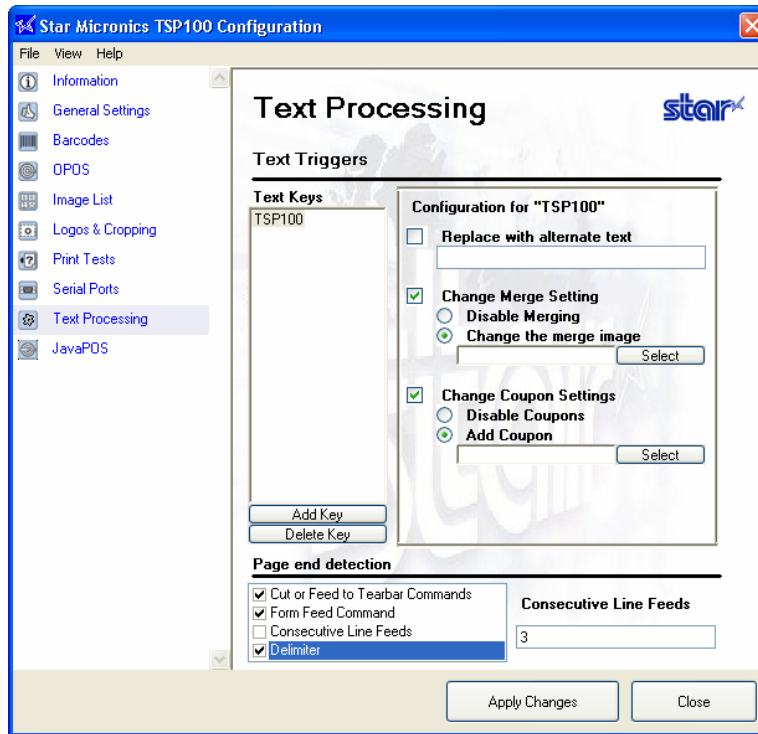 Star Micronics TSP100 Configuration
File View Help
Information
General Settings
Barcodes
OPOS
Image List
Logos & Cropping
Print Tests
Serial Ports
Text Processing
JavaPOS
Text Processing
star
Text Triggers
Text Keys
TSP100
Add Key
Delete Key
Configuration for "TSP100"
Replace with alternate text
Change Merge Setting
Disable Merging
Change the merge image
Select
Change Coupon Settings
Disable Coupons
Add Coupon
Select
Page end detection
Cut or Feed to Tearbar Commands
Form Feed Command
Consecutive Line Feeds
Delimiter
Consecutive Line Feeds
3
Apply Changes Close